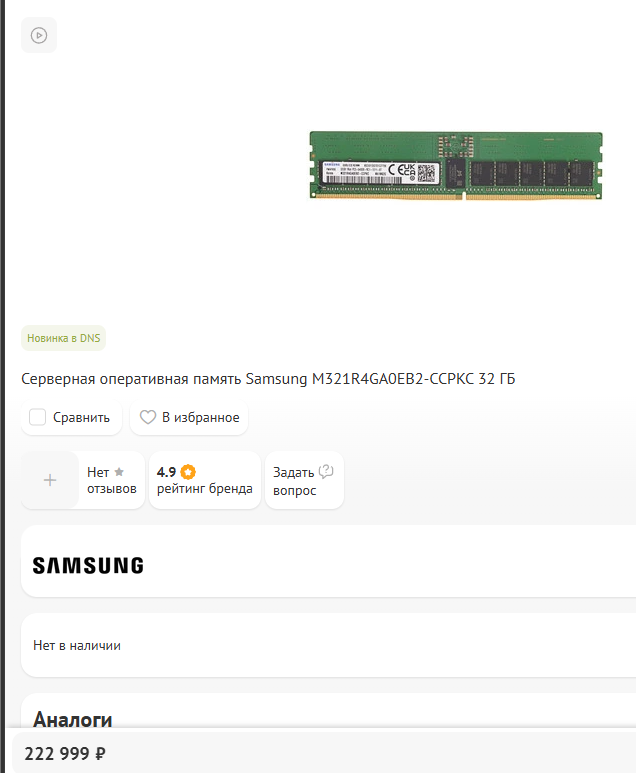 SAMSUNG
Новинка в DNS
Серверная оперативная память Samsung M321R4GA0EB2-CCPKC 32 ГБ
Сравнить
В избранное
Нет
отзывов
4.9
рейтинг бренда
Задать
вопрос
SAMSUNG
Нет в наличии
Аналоги
222 999 ₽